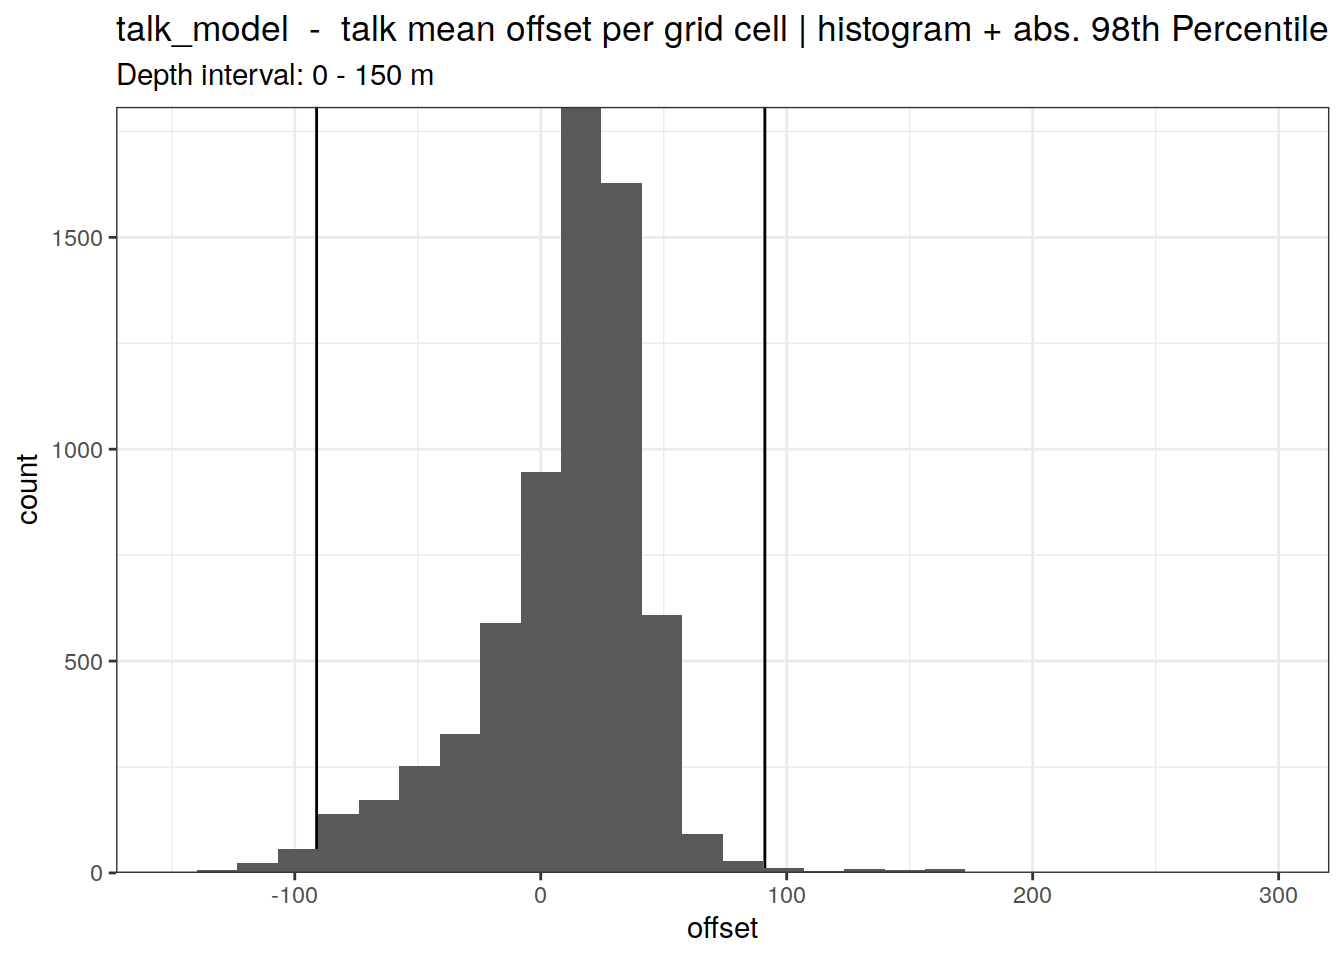 talk_model - talk mean offset per grid cell | histogram + abs. 98th Percentile
Depth interval: 0 - 150 m
1500
1000
500
0
count
-100
0
100
200
300
offset